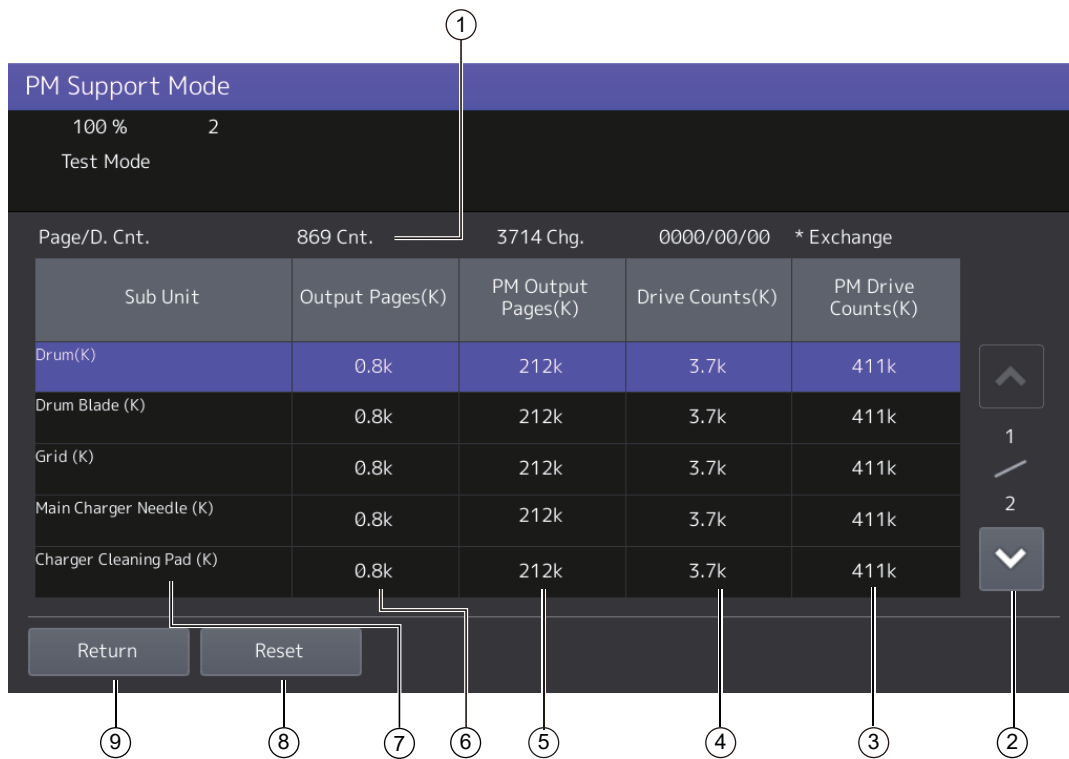 1
PM Support Mode
100 % 2
Test Mode
Page/D. Cnt. 869 Cnt. 3714 Chg. 0000/00/00 * Exchange
Sub Unit Output Pages(K) PM Output Pages(K) Drive Counts(K) PM Drive Counts(K)
Drum(K) 0.8k 212k 3.7k 411k
Drum Blade (K) 0.8k 212k 3.7k 411k
Grid (K) 0.8k 212k 3.7k 411k
Main Charger Needle (K) 0.8k 212k 3.7k 411k
Charger Cleaning Pad (K) 0.8k 212k 3.7k 411k
1
/
2
Return Reset
9 8 7 6 5 4 3 2